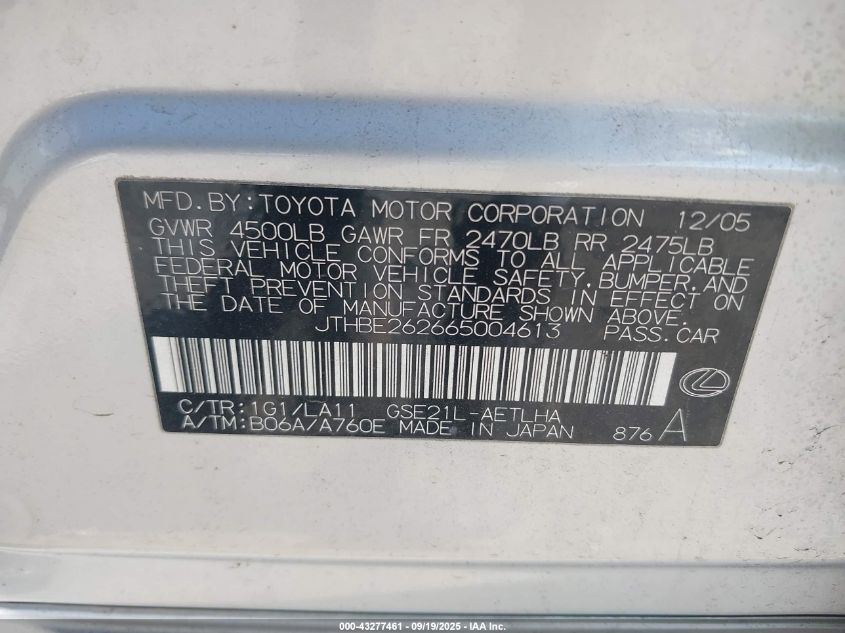 MFD.BY:TOYOTA MOTOR CORPORATION 12/05
GVWR 4500LB GAWR FR 2470LB RR 2475LB
THIS VEHICLE CONFORMS TO ALL APPLICABLE
FEDERAL MOTOR VEHICLE SAFETY,BUMPER,AND
THEFT PREVENTION STANDARDS IN EFFECT ON
THE DATE OF MANUFACTURE SHOWN ABOVE.
JTHBE262665004613 PASS.CAR
C/TR:1G1/LA11 GSE21L-AETLHA
A/TM:B06A/A760E MADE IN JAPAN 876 A
000-43277461 - 09/19/2025 - IAA Inc.